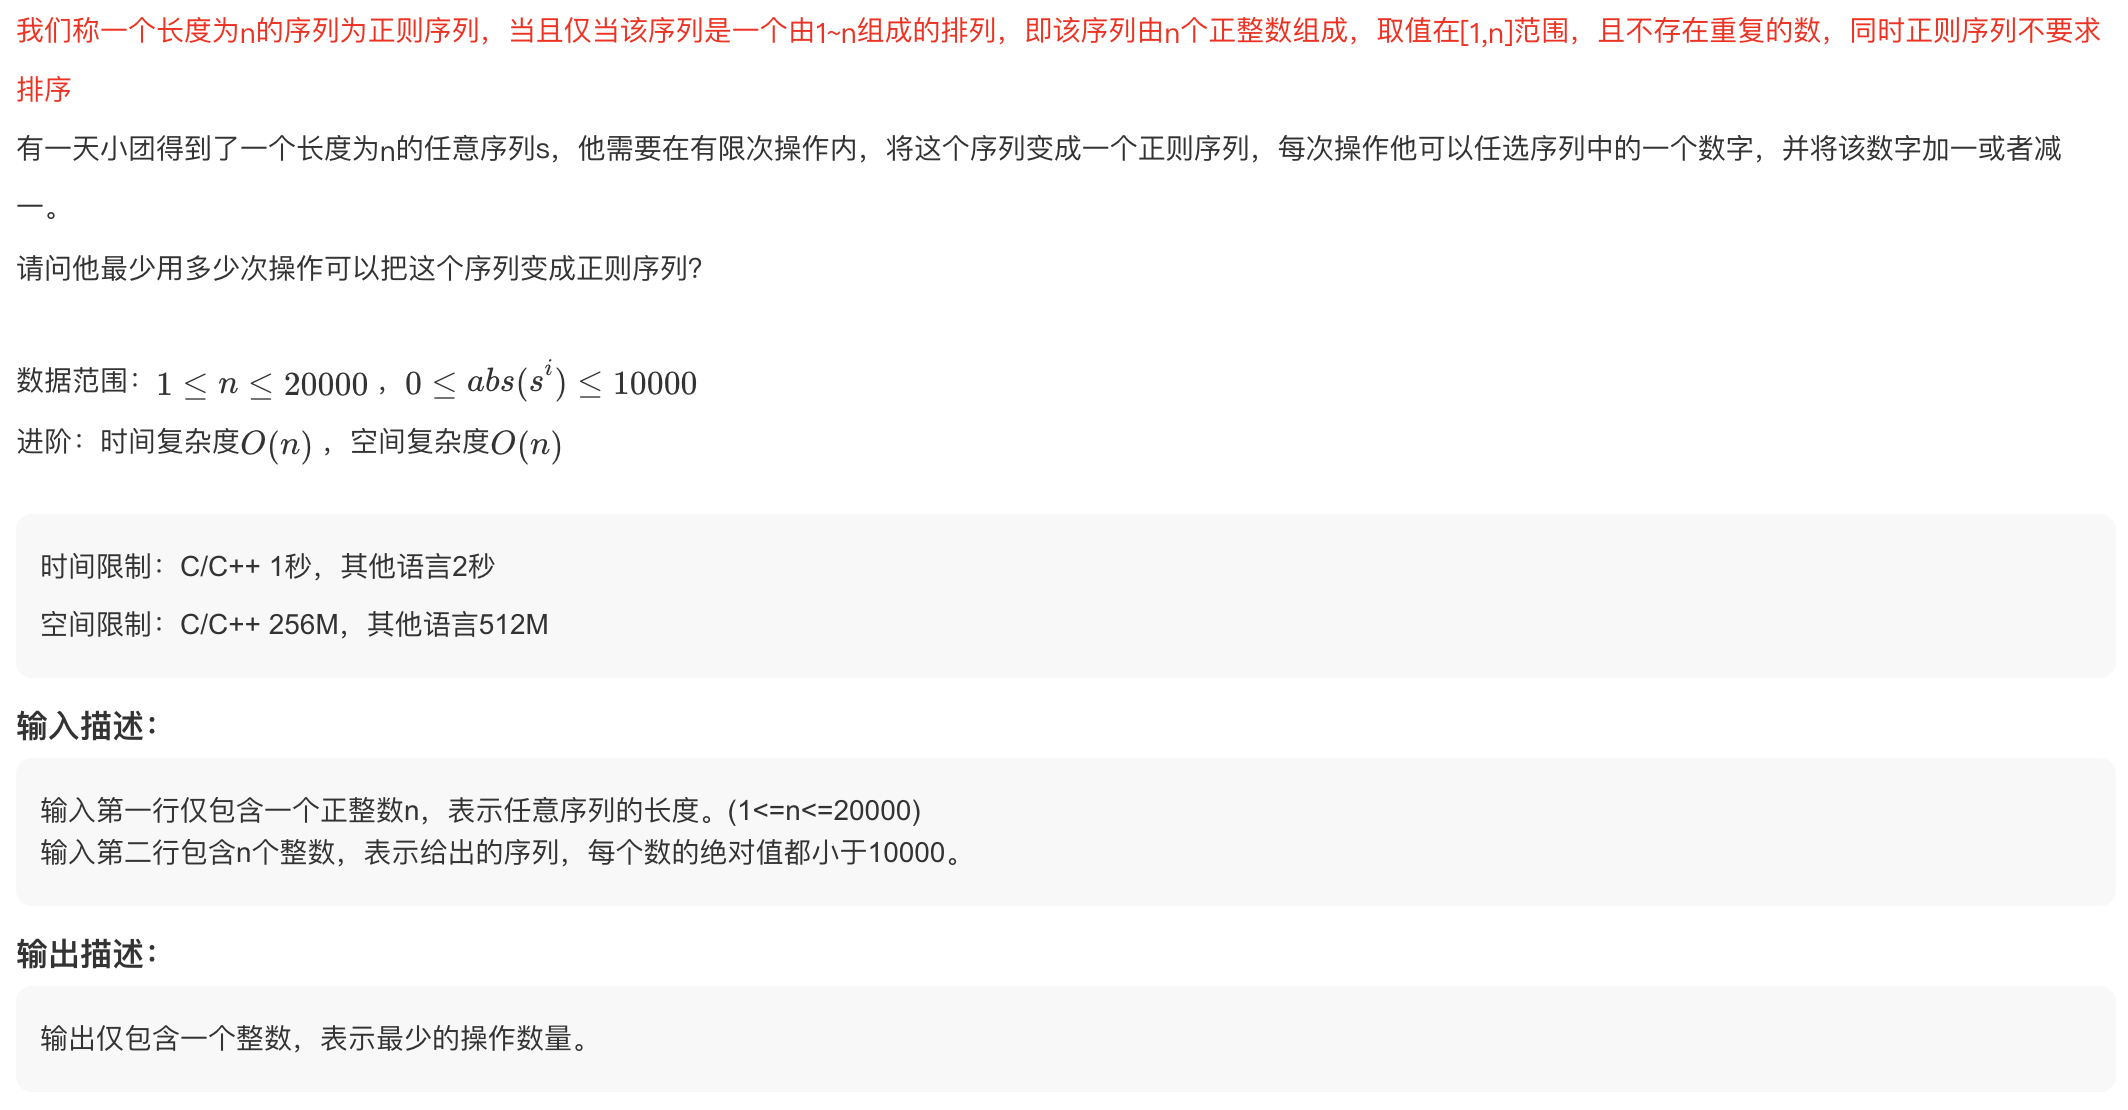 我们称一个长度为n的序列为正则序列，当且仅当该序列是一个由1~n组成的排列，即该序列由n个正整数组成，取值在[1,n]范围，且不存在重复的数，同时正则序列不要求
排序
有一天小团得到了一个长度为n的任意序列s，他需要在有限次操作内，将这个序列变成一个正则序列，每次操作他可以任选序列中的一个数字，并将该数字加一或者减
一。
请问他最少用多少次操作可以把这个序列变成正则序列?
数据范围：1 ≤ n ≤ 20000 ，0 ≤ abs(s^i) ≤ 10000
进阶：时间复杂度O(n) ，空间复杂度O(n)
时间限制：C/C++ 1秒，其他语言2秒
空间限制：C/C++ 256M，其他语言512M
输入描述：
输入第一行仅包含一个正整数n，表示任意序列的长度。(1<=n<=20000)
输入第二行包含n个整数，表示给出的序列，每个数的绝对值都小于10000。
输出描述：
输出仅包含一个整数，表示最少的操作数量。